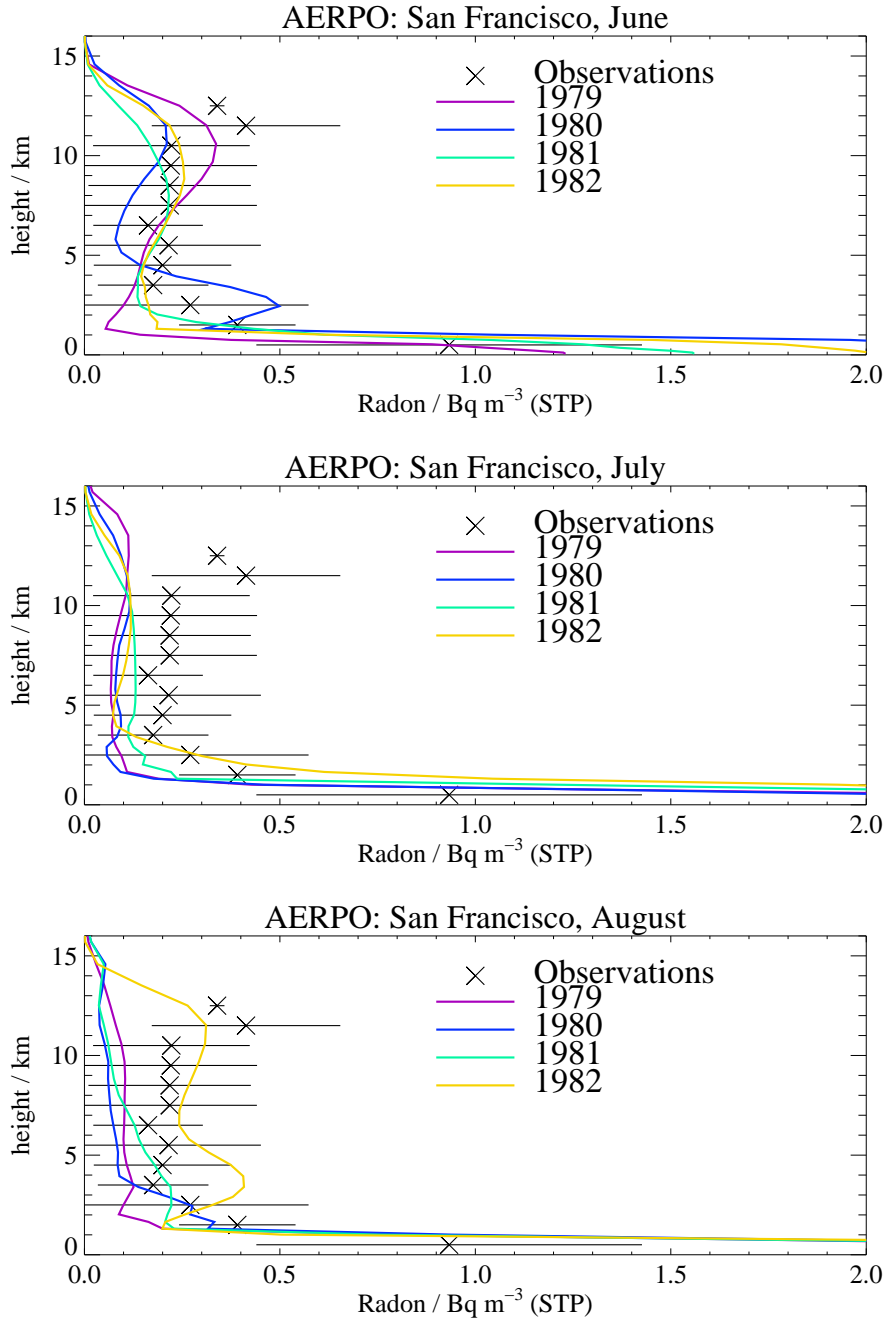 AERPO: San Francisco, June
15
10
5
0
height / km
Observations
1979
1980
1981
1982
0.0 0.5 1.0 1.5 2.0
Radon / Bq m⁻³ (STP)
AERPO: San Francisco, July
15
10
5
0
height / km
Observations
1979
1980
1981
1982
0.0 0.5 1.0 1.5 2.0
Radon / Bq m⁻³ (STP)
AERPO: San Francisco, August
15
10
5
0
height / km
Observations
1979
1980
1981
1982
0.0 0.5 1.0 1.5 2.0
Radon / Bq m⁻³ (STP)